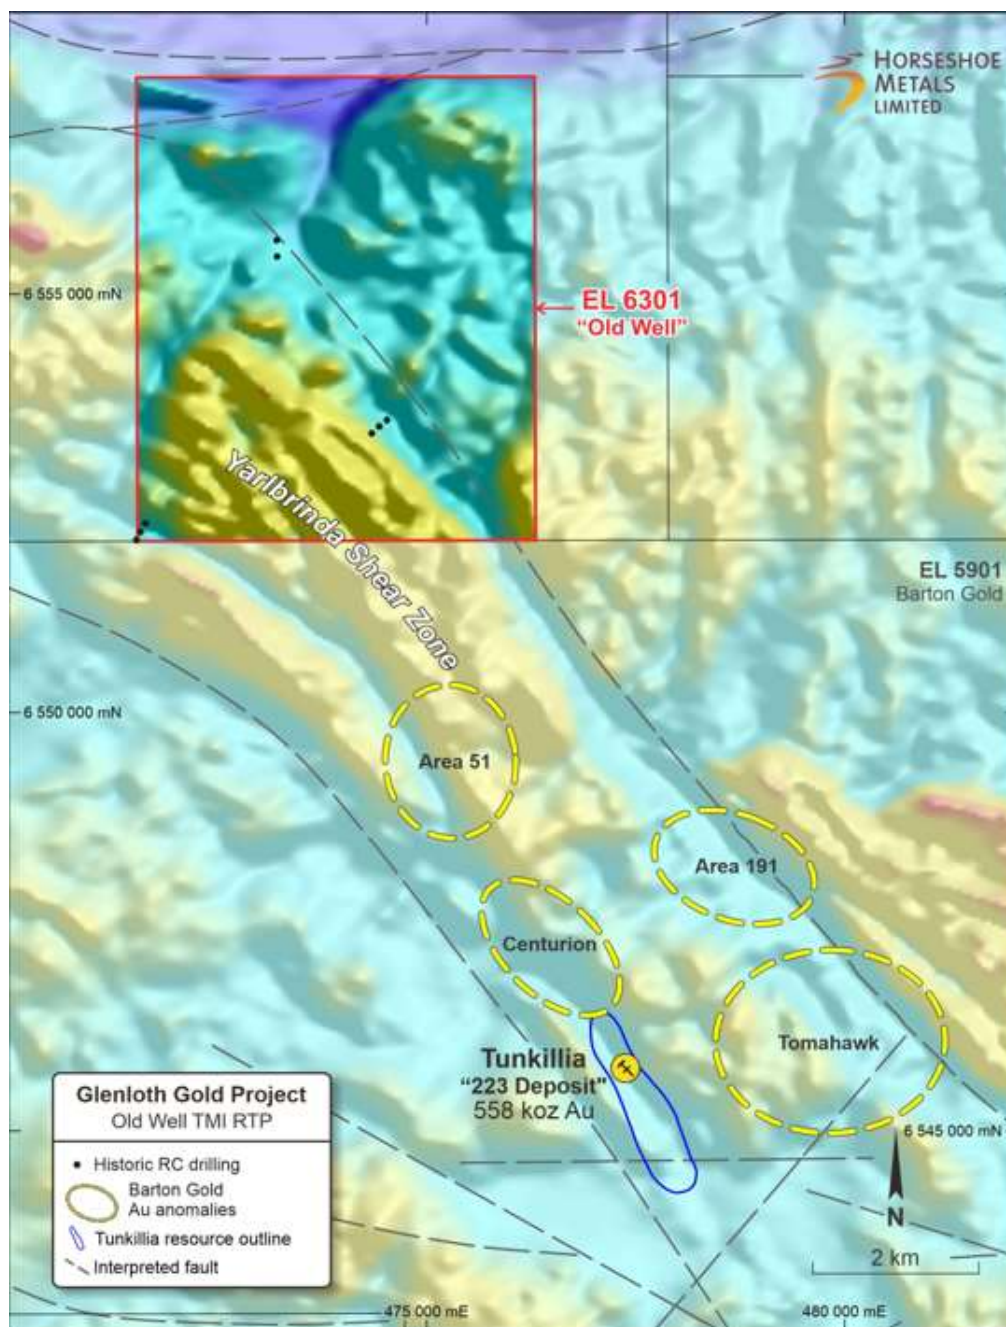 HORSESHOE
METALS
LIMITED
6 555 000 mN
EL 6301
“Old Well”
Yarlbrinda Shear Zone
EL 5901
Barton Gold
6 550 000 mN
Area 51
Area 191
Centurion
Tomahawk
Tunkillia
“223 Deposit”
558 koz Au
6 545 000 mN
Glenloth Gold Project
Old Well TMI RTP
Historic RC drilling
Barton Gold
Au anomalies
Tunkillia resource outline
Interpreted fault
N
2 km
475 000 mE
480 000 mE